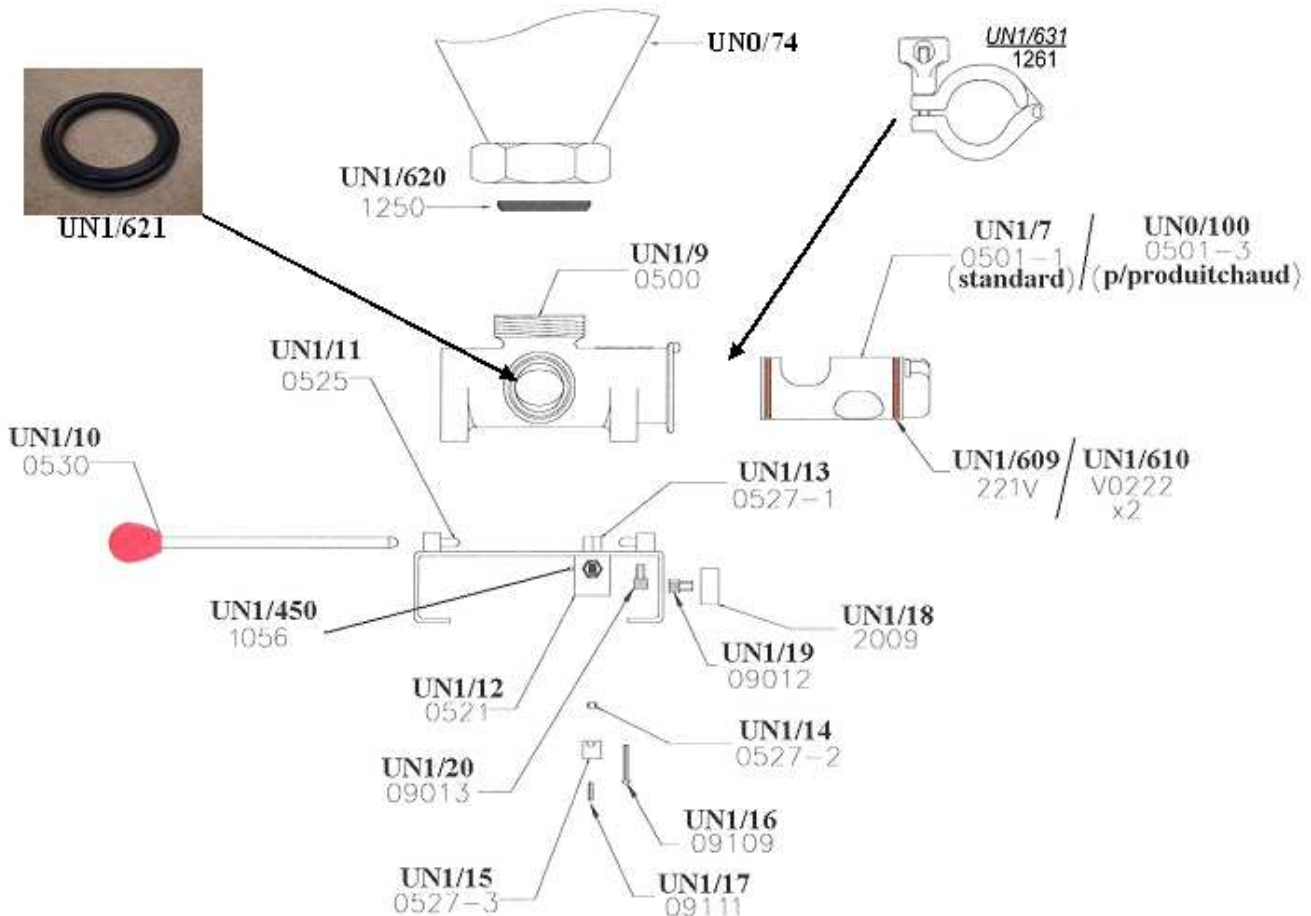 UN0/74
UN1/631
1261
UN1/620
1250
UN1/621
UN1/7 / UN0/100
0501-1 0501-3
(standard) (p/produitchaud)
UN1/9
0500
UN1/11
0525
UN1/10
0530
UN1/13
0527-1
UN1/609 / UN1/610
221V V0222
x2
UN1/450
1056
UN1/18
2009
UN1/19
09012
UN1/12
0521
UN1/14
0527-2
UN1/20
09013
UN1/16
09109
UN1/15
0527-3
UN1/17
09111